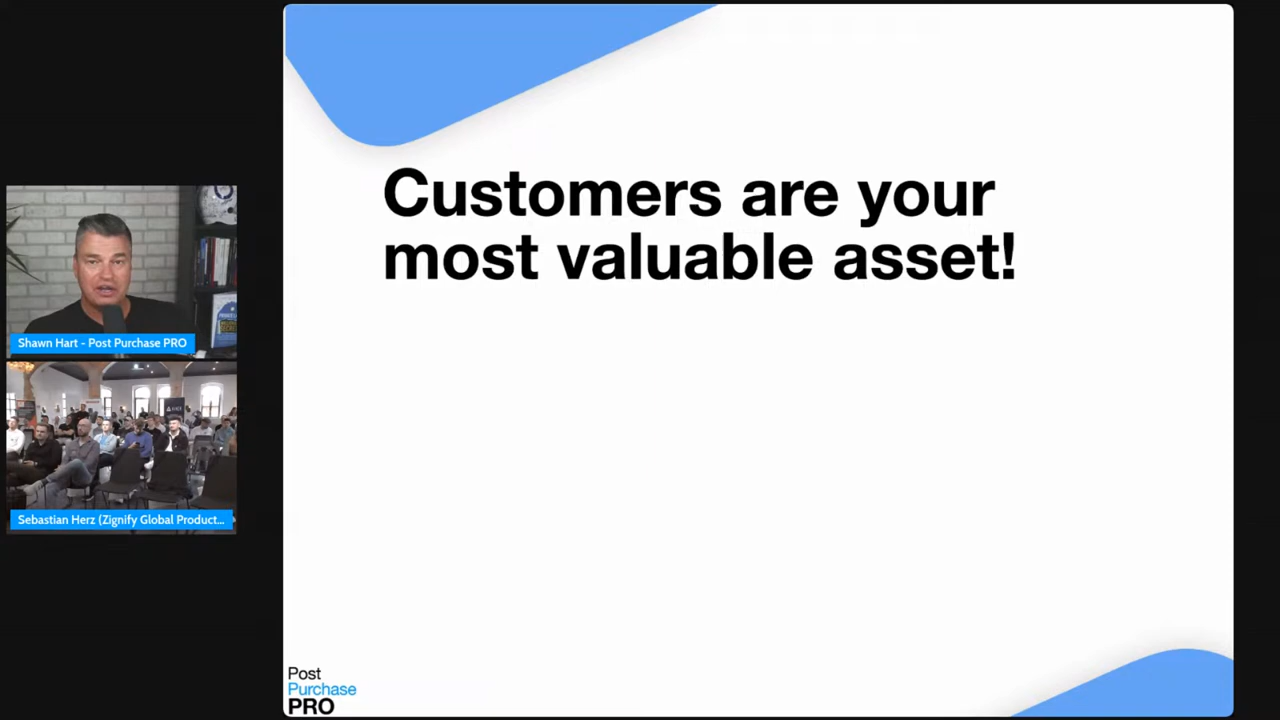 Customers are your
most valuable asset!
Shawn Hart - Post Purchase PRO
Sebastian Herz (Zignify Global Product...
Post
Purchase
PRO